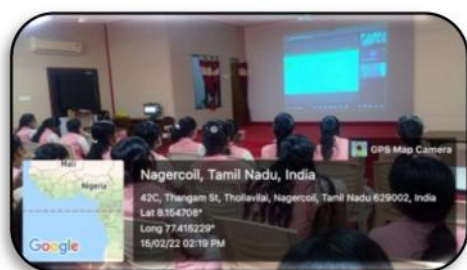 GPS Map Camera
Mali
Nigeria
Google
Nagercoil, Tamil Nadu, India
42C, Thangam St, Tholiavilai, Nagercoil, Tamil Nadu 629002, India
Lat 8.154708°
Long 77.415229°
15/02/22 02:19 PM